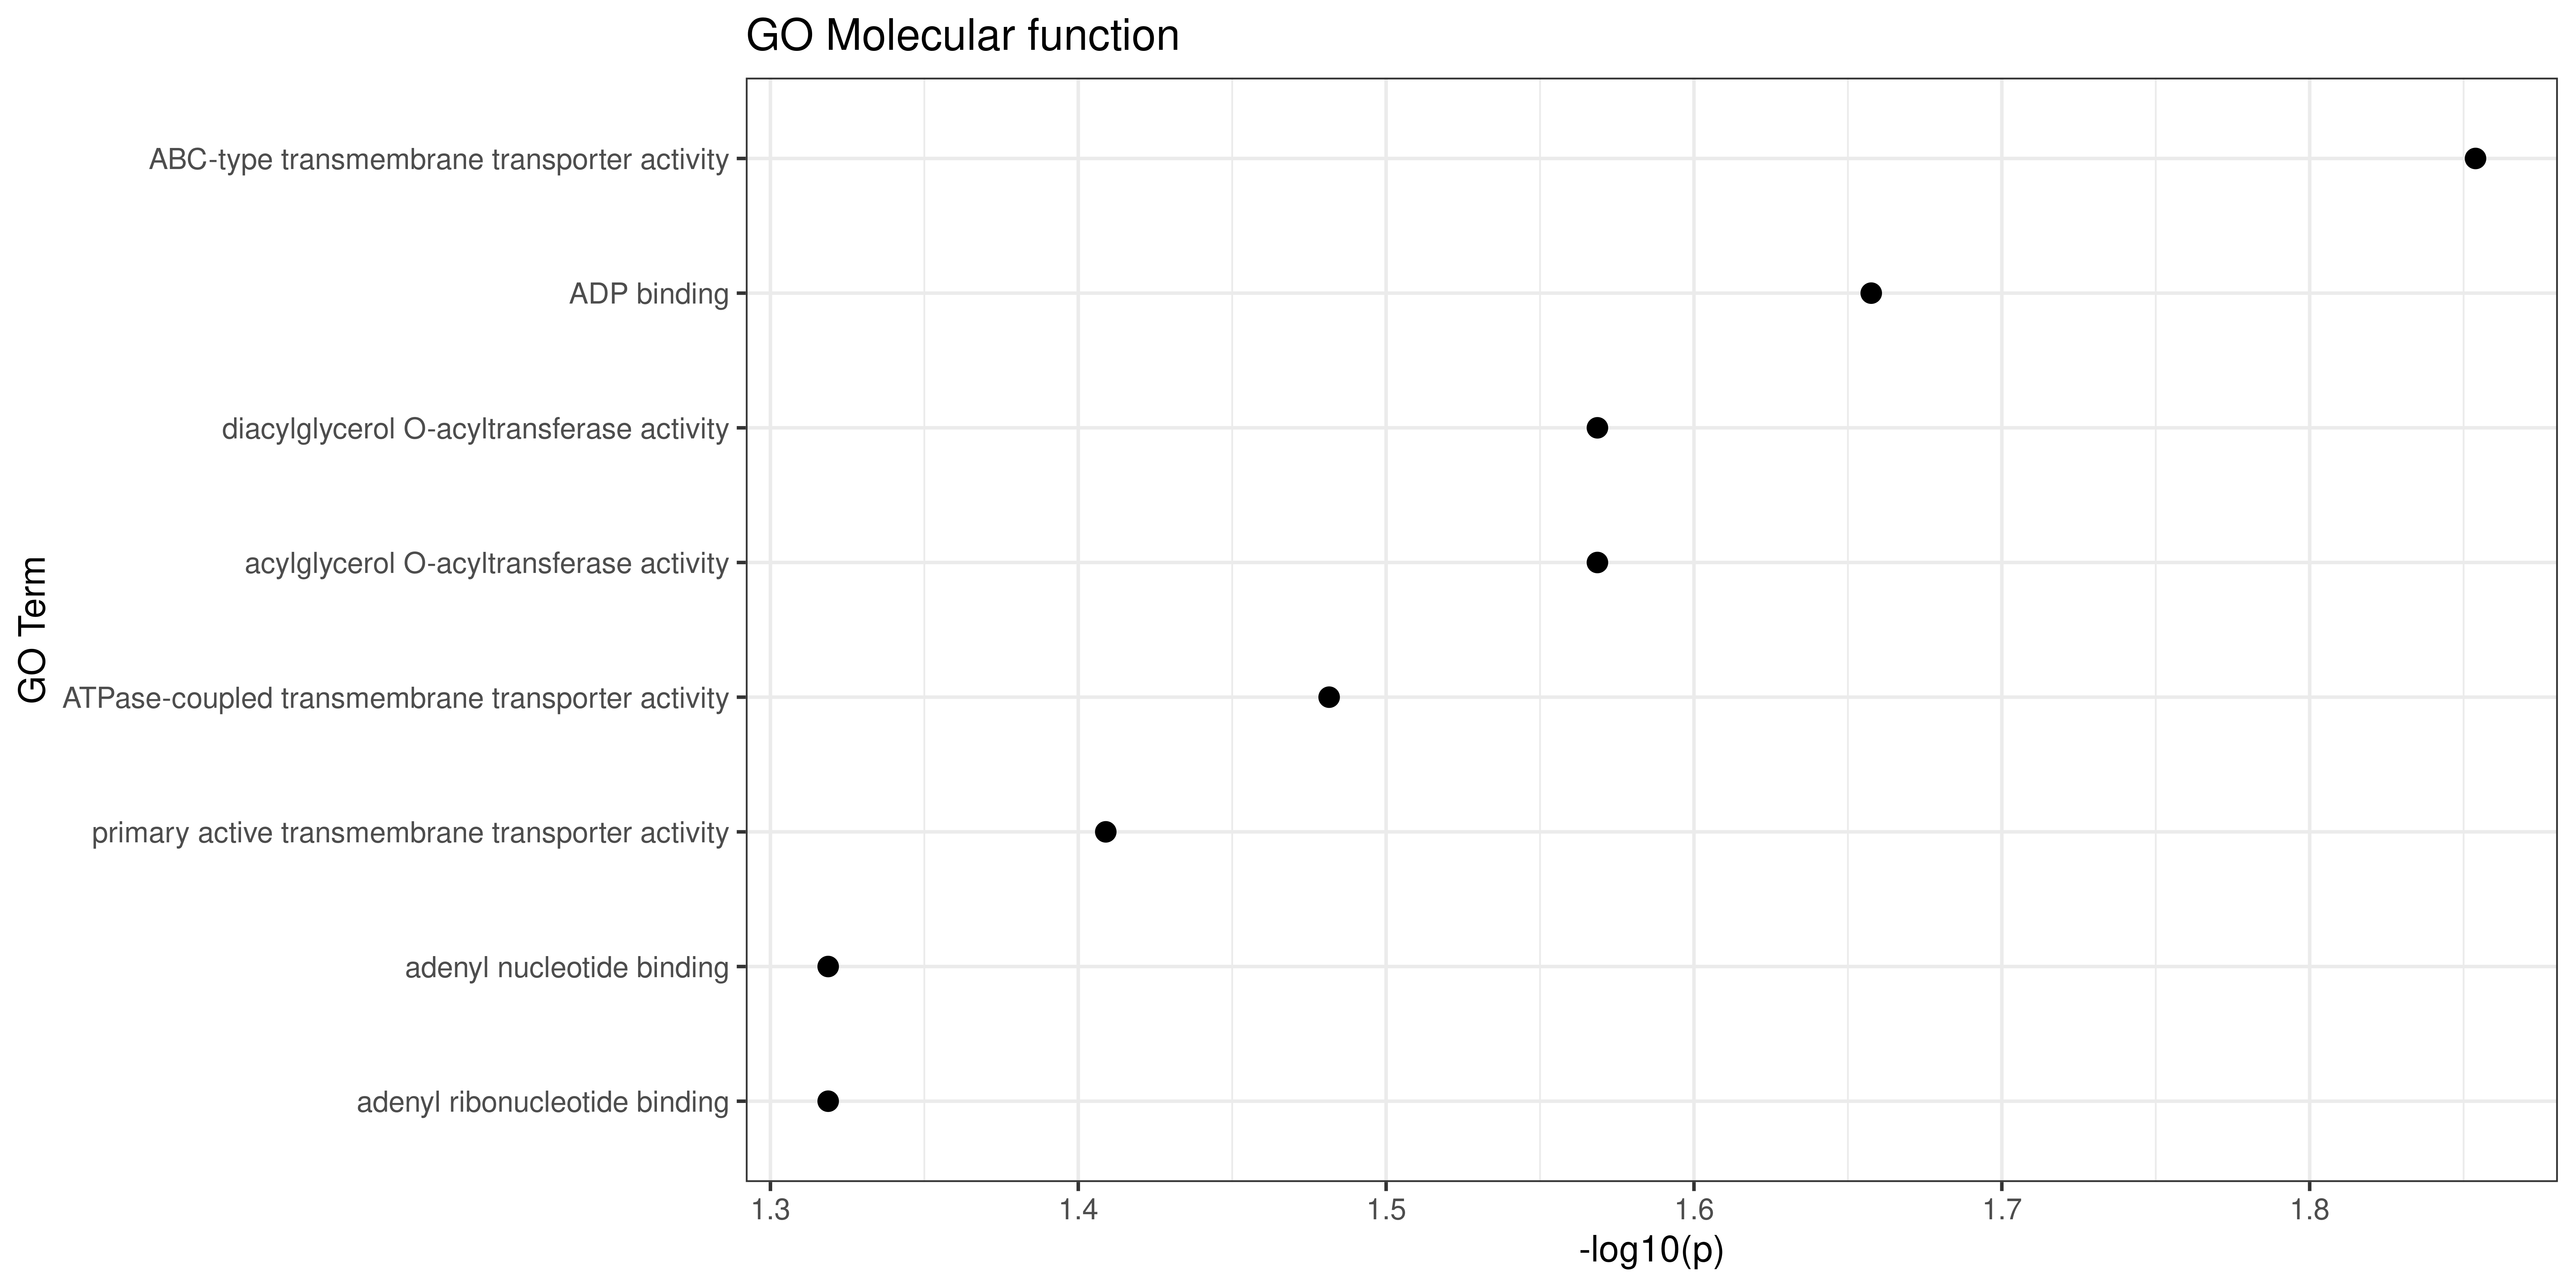 GO Molecular function
ABC-type transmembrane transporter activity
ADP binding
diacylglycerol O-acyltransferase activity
acylglycerol O-acyltransferase activity
ATPase-coupled transmembrane transporter activity
primary active transmembrane transporter activity
adenyl nucleotide binding
adenyl ribonucleotide binding
GO Term
1.3 1.4 1.5 1.6 1.7 1.8
-log10(p)